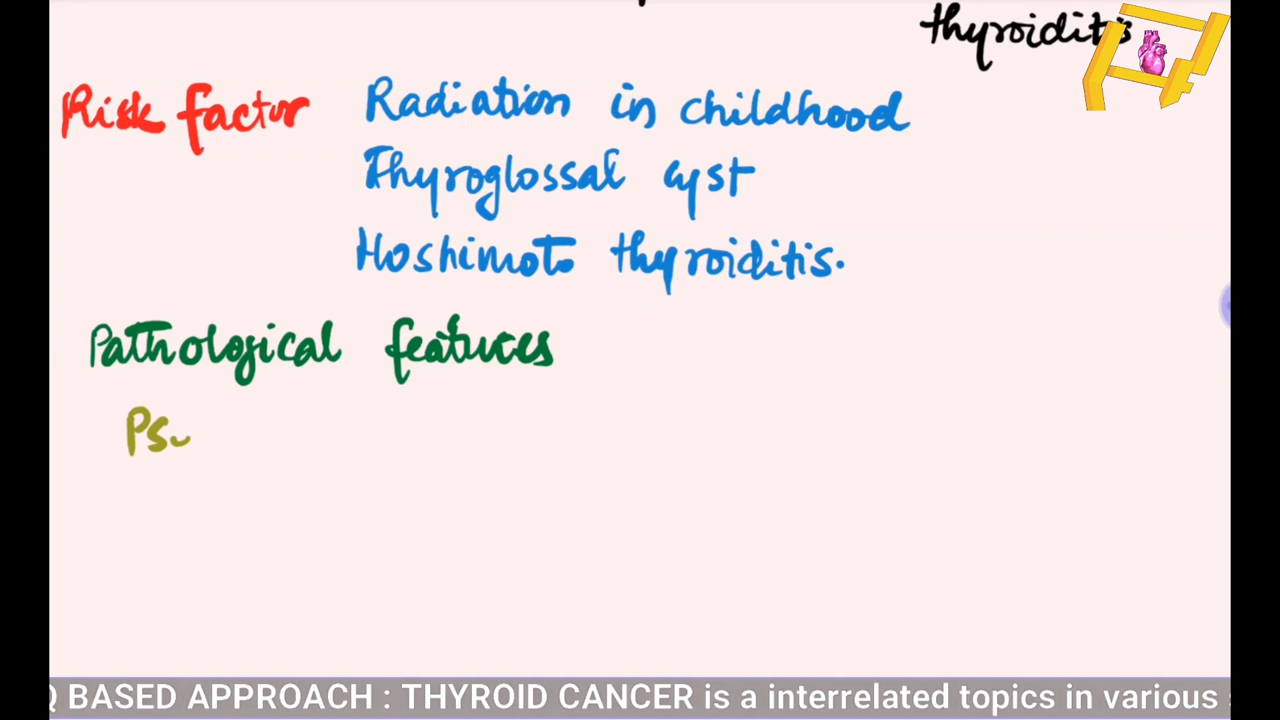 thyroiditis
Risk factor Radiation in childhood
Thyroglossal cyst
Hoshimoto thyroiditis.
Pathological features
Ps
Q BASED APPROACH : THYROID CANCER is a interrelated topics in various